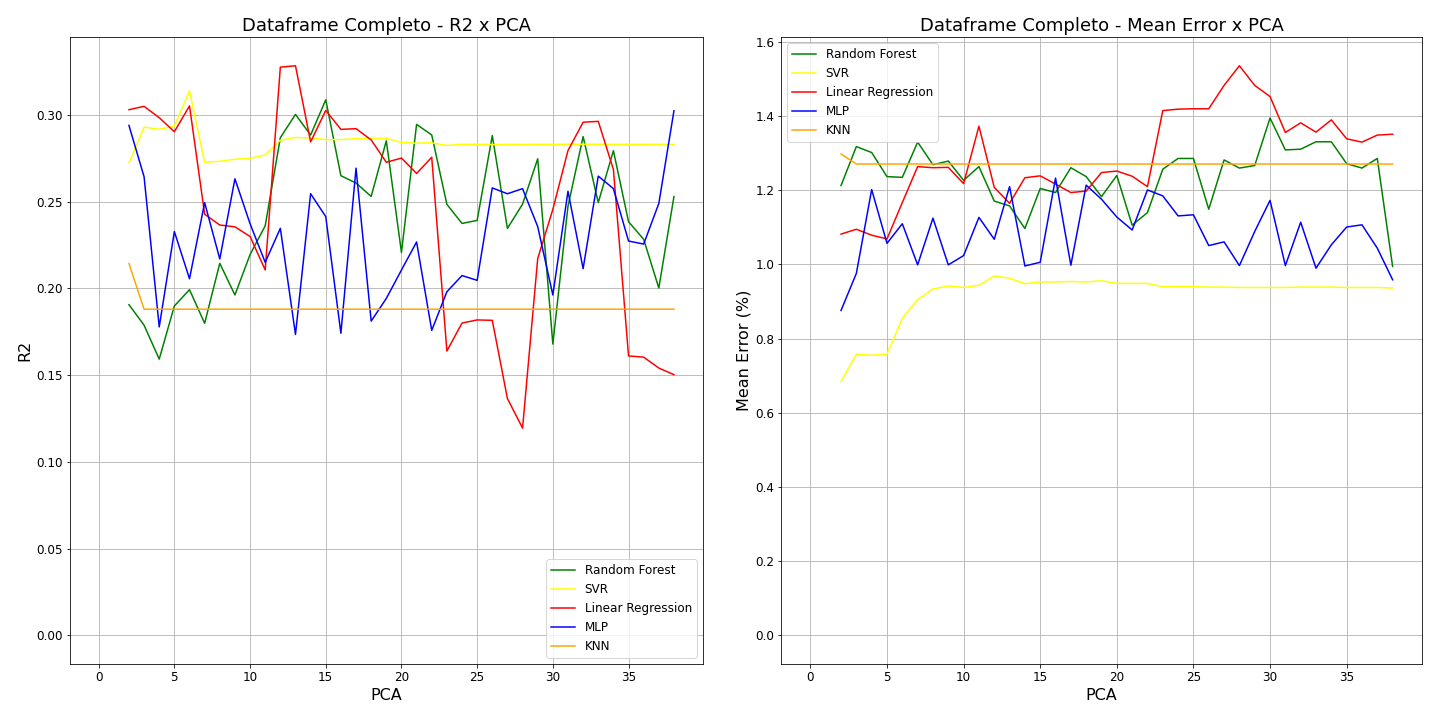 Dataframe Completo - R2 x PCA
R2
0.30
0.25
0.20
0.15
0.10
0.05
0.00
0 5 10 15 20 25 30 35
PCA
Random Forest
SVR
Linear Regression
MLP
KNN
Dataframe Completo - Mean Error x PCA
Mean Error (%)
1.6
1.4
1.2
1.0
0.8
0.6
0.4
0.2
0.0
0 5 10 15 20 25 30 35
PCA
Random Forest
SVR
Linear Regression
MLP
KNN